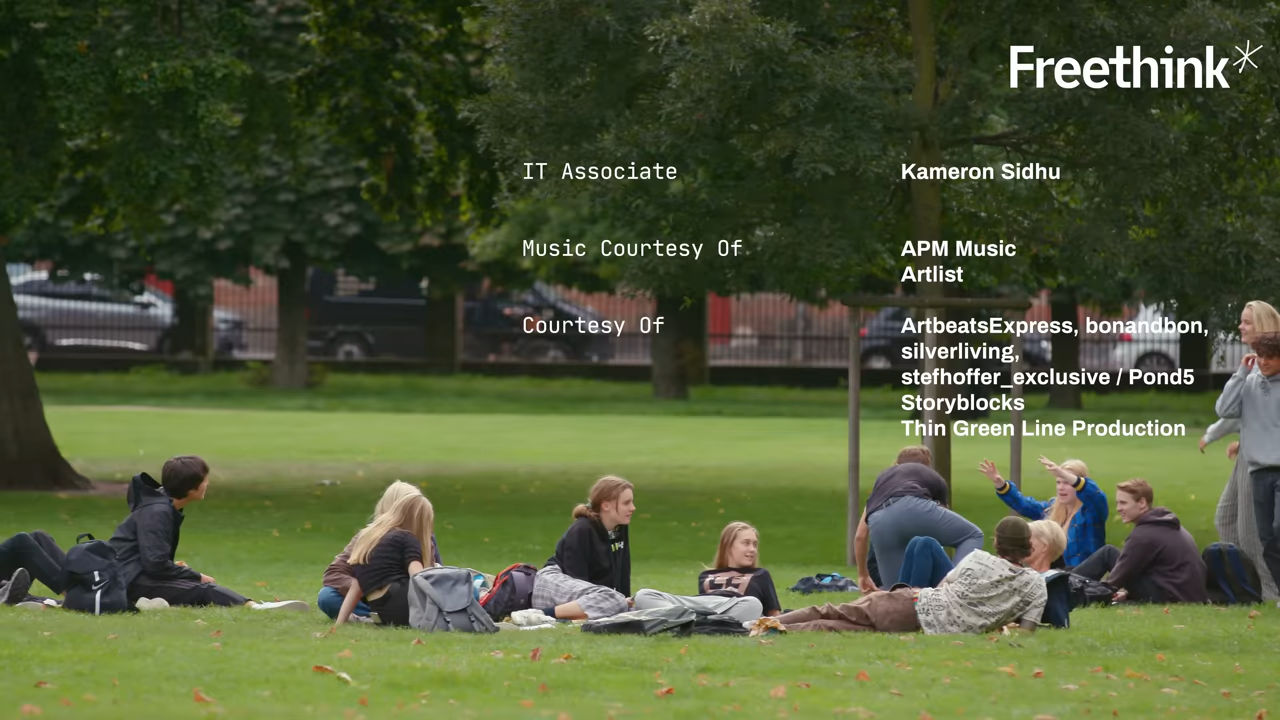 Freethink*
IT Associate
Kameron Sidhu
Music Courtesy Of
APM Music
Artlist
Courtesy Of
ArtbeatsExpress, bonandbon,
silverliving,
stefhoffer_exclusive / Pond5
Storyblocks
Thin Green Line Production